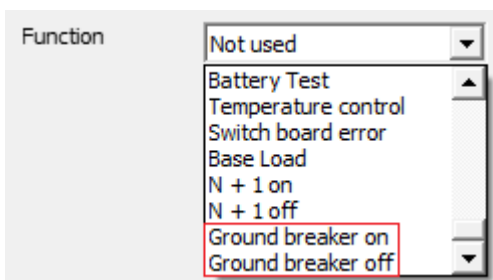 Function
Not used
Battery Test
Temperature control
Switch board error
Base Load
N + 1 on
N + 1 off
Ground breaker on
Ground breaker off